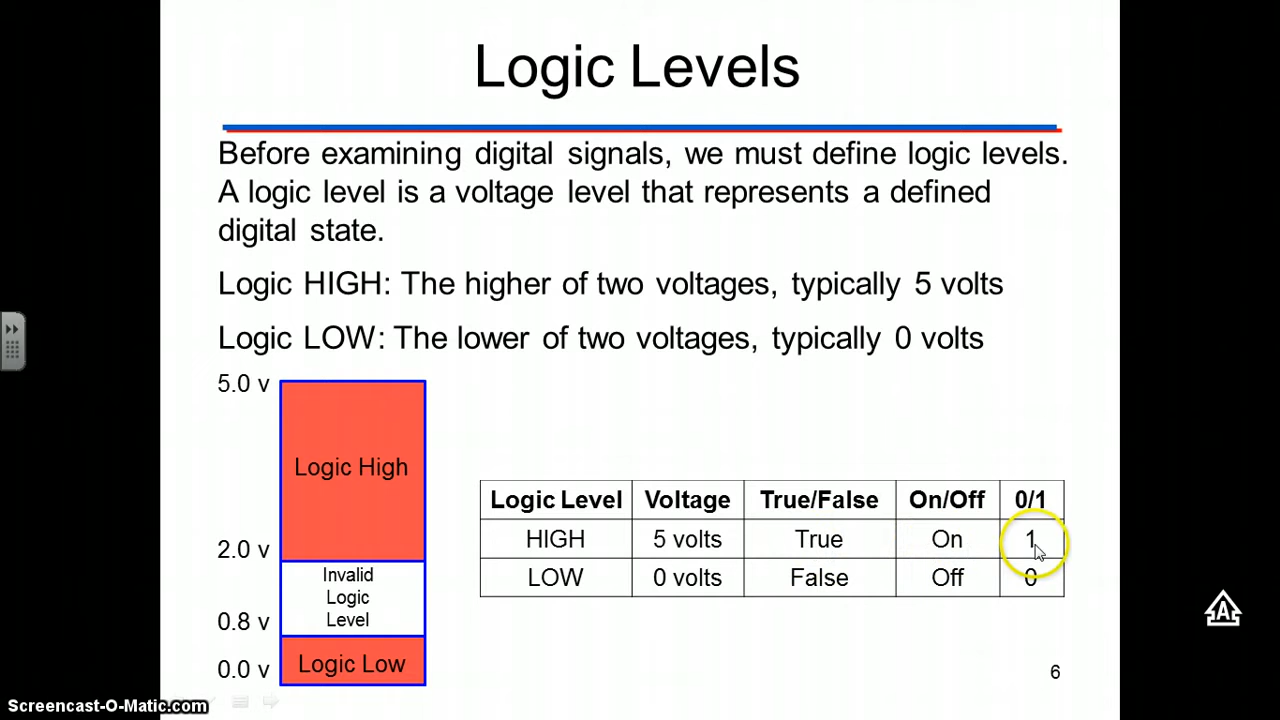 Logic Levels
Before examining digital signals, we must define logic levels.
A logic level is a voltage level that represents a defined
digital state.
Logic HIGH: The higher of two voltages, typically 5 volts
Logic LOW: The lower of two voltages, typically 0 volts
5.0 v
Logic High
2.0 v
Invalid
Logic
Level
0.8 v
Logic Low
0.0 v
Logic Level Voltage True/False On/Off 0/1
HIGH 5 volts True On 1
LOW 0 volts False Off 0
A
6
Screencast-O-Matic.com